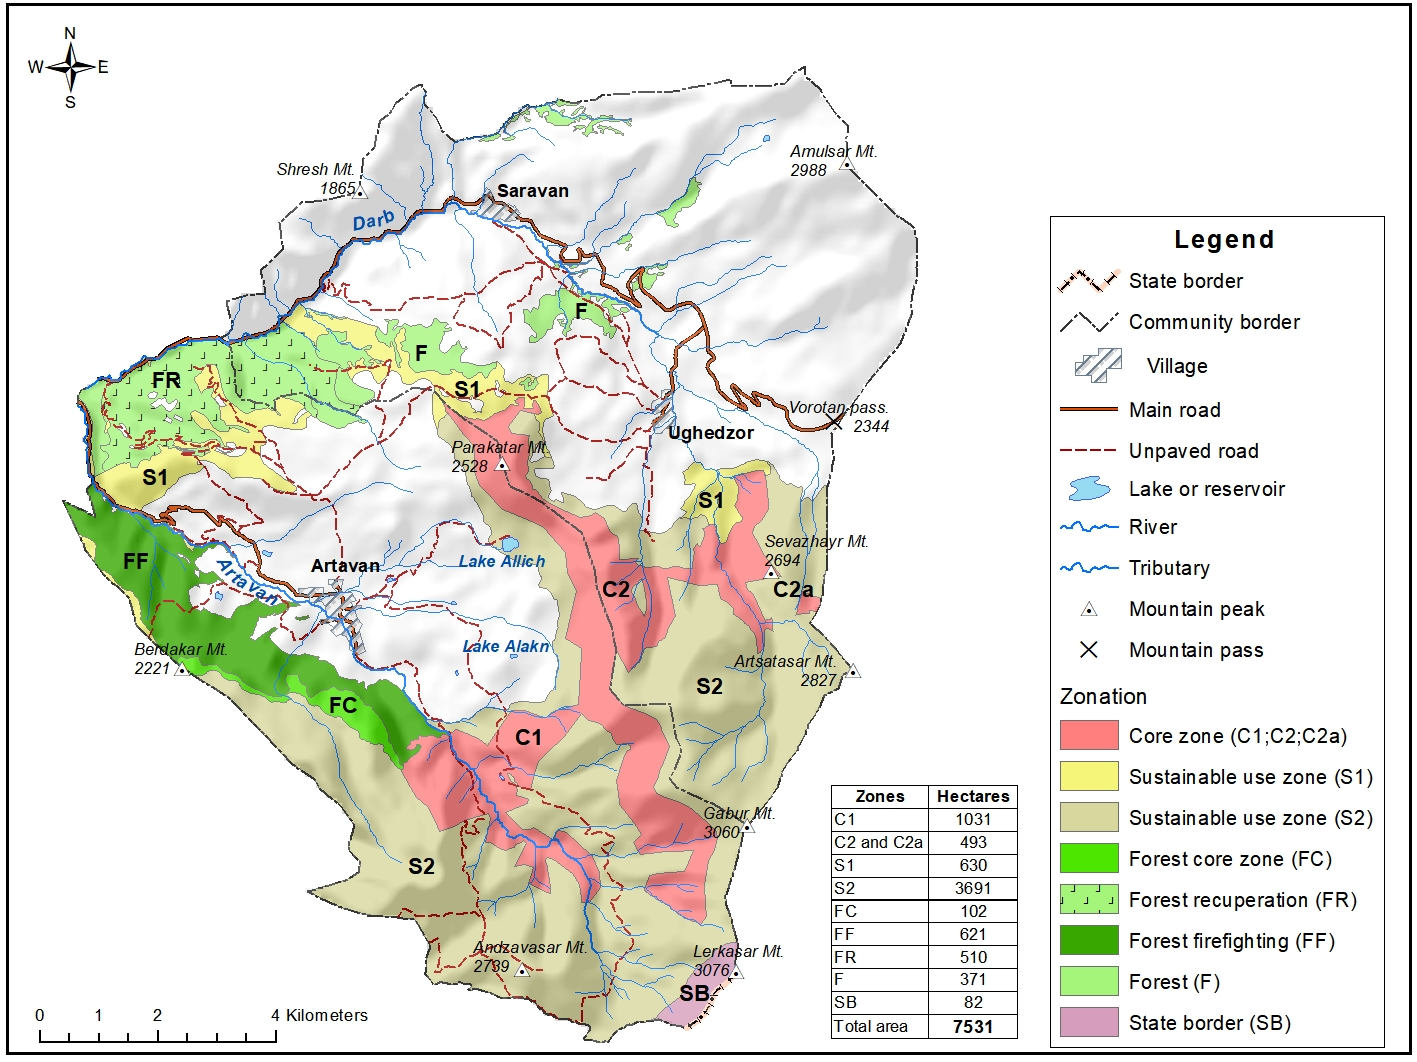 N
W E
S
Amulsar Mt.
2988
Shresh Mt.
1865
Saravan
Darb
F
F
FR
S1
Vorotan pass.
2344
Ughedzor
Parakatar Mt.
2528
S1
S1
Sevazhayr Mt.
2694
FF
Artavan
Artavan
Lake Allich
C2
C2a
Lake Alakn
Berdakar Mt.
2221
Artsatasar Mt.
2827
S2
FC
C1
Gabur Mt.
3060
S2
Andzavasar Mt.
2739
Lerkasar Mt.
3076
SB
0 1 2 4 Kilometers
Zones Hectares
C1 1031
C2 and C2a 493
S1 630
S2 3691
FC 102
FF 621
FR 510
F 371
SB 82
Total area 7531
Legend
State border
Community border
Village
Main road
Unpaved road
Lake or reservoir
River
Tributary
Mountain peak
Mountain pass
Zonation
Core zone (C1;C2;C2a)
Sustainable use zone (S1)
Sustainable use zone (S2)
Forest core zone (FC)
Forest recuperation (FR)
Forest firefighting (FF)
Forest (F)
State border (SB)